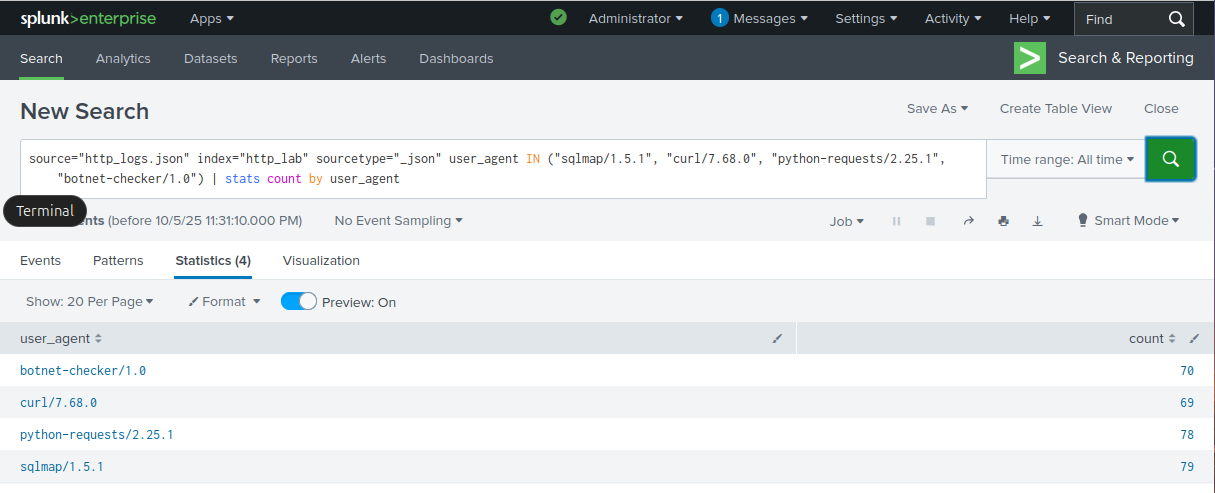 splunk>enterprise Apps Administrator 1 Messages Settings Activity Help Find
Search Analytics Datasets Reports Alerts Dashboards > Search & Reporting
New Search Save As Create Table View Close
source="http_logs.json" index="http_lab" sourcetype="_json" user_agent IN ("sqlmap/1.5.1", "curl/7.68.0", "python-requests/2.25.1",
"botnet-checker/1.0") | stats count by user_agent
Time range: All time
Terminal
(before 10/5/25 11:31:10.000 PM) No Event Sampling Job Smart Mode
Events Patterns Statistics (4) Visualization
Show: 20 Per Page Format Preview: On
user_agent count
botnet-checker/1.0 70
curl/7.68.0 69
python-requests/2.25.1 78
sqlmap/1.5.1 79